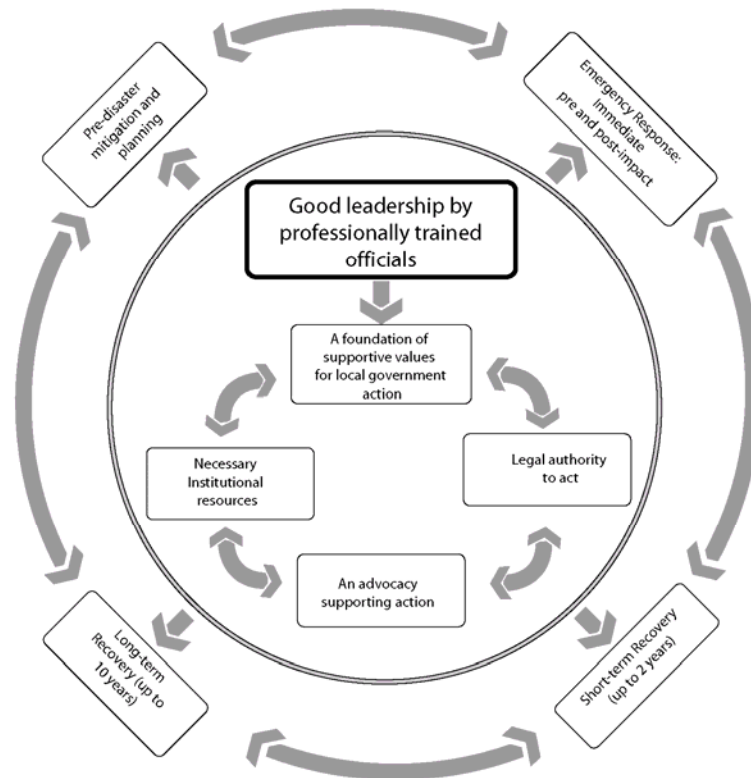 Pre-disaster
mitigation and
planning
Emergency Response:
Immediate
pre and post-impact
Good leadership by
professionally trained
officials
A foundation of
supportive values
for local government
action
Necessary
Institutional
resources
Legal authority
to act
An advocacy
supporting action
Long-term
Recovery (up to
10 years)
Short-term Recovery
(up to 2 years)